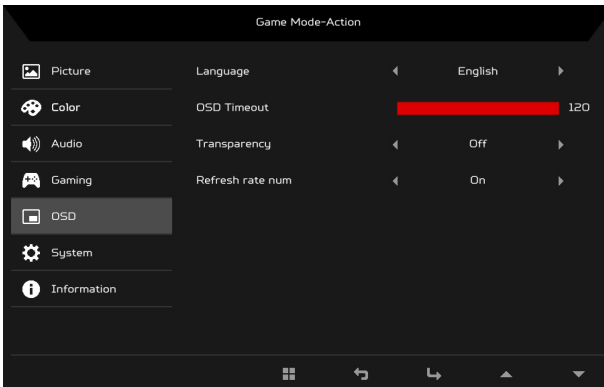 Game Mode-Action
Picture
Language English
Color
OSD Timeout 120
Audio
Transparency Off
Gaming
Refresh rate num On
OSD
System
Information